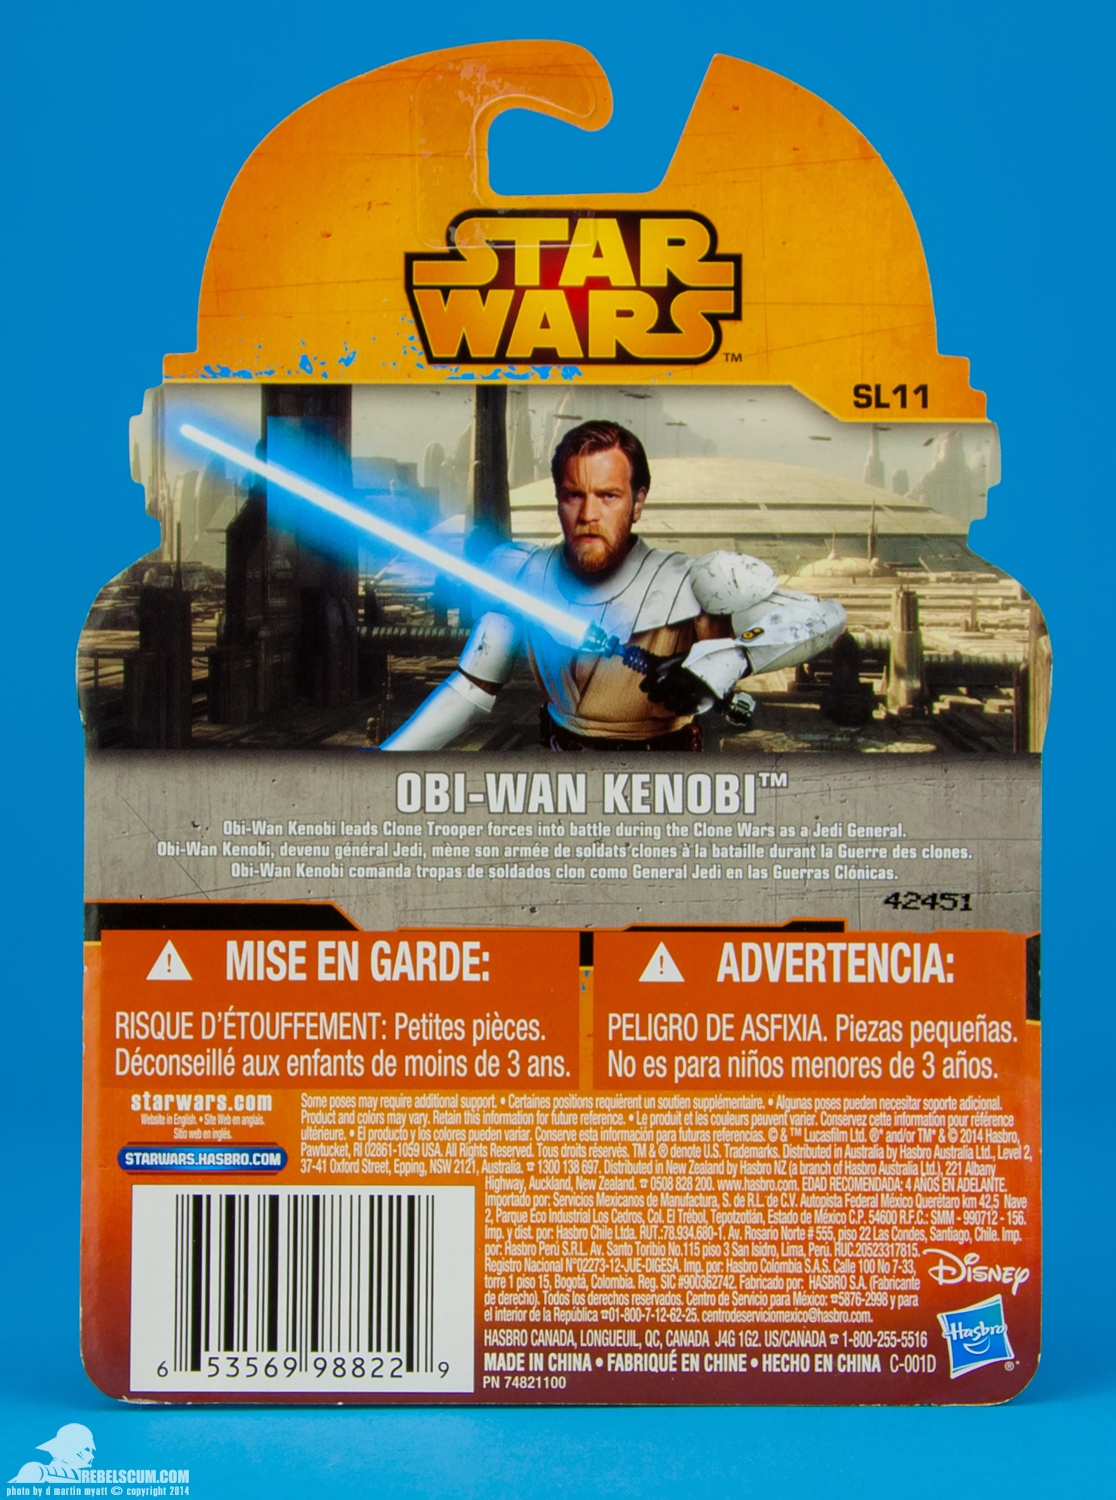 STAR
WARS™
SL11
OBI-WAN KENOBI™
Obi-Wan Kenobi leads Clone Trooper forces into battle during the Clone Wars as a Jedi General.
Obi-Wan Kenobi, devenu général Jedi, mène son armée de soldats clones à la bataille durant la Guerre des clones.
Obi-Wan Kenobi comanda tropas de soldados clon como General Jedi en las Guerras Clónicas.
42451
MISE EN GARDE:
RISQUE D'ÉTOUFFEMENT: Petites pièces.
Déconseillé aux enfants de moins de 3 ans.
ADVERTENCIA:
PELIGRO DE ASFIXIA. Piezas pequeñas.
No es para niños menores de 3 años.
starwars.com
Website in English. • Site Web en anglais.
Sitio web en inglés.
STARWARS.HASBRO.COM
Some poses may require additional support. • Certaines positions requièrent un soutien supplémentaire. • Algunas poses pueden necesitar soporte adicional.
Product and colors may vary. Retain this information for future reference. • Le produit et les couleurs peuvent varier. Conservez cette information pour référence
ultérieure. • El producto y los colores pueden variar. Conserve esta información para futuras referencias. © & ™ Lucasfilm Ltd. ®* and/or TM* & © 2014 Hasbro,
Pawtucket, RI 02861-1059 USA. All Rights Reserved. Tous droits réservés. TM & ® denote U.S. Trademarks. Distributed in Australia by Hasbro Australia Ltd., Level 2,
37-41 Oxford Street, Epping, NSW 2121, Australia. ☎ 1300 138 697. Distributed in New Zealand by Hasbro NZ (a branch of Hasbro Australia Ltd.), 221 Albany
Highway, Auckland, New Zealand. ☎ 0508 828 200. www.hasbro.com. EDAD RECOMENDADA: 4 AÑOS EN ADELANTE.
Importado por: Servicios Mexicanos de Manufactura, S. de R.L. de C.V. Autopista Federal México Querétaro km 42,5 Nave
2, Parque Eco Industrial Los Cedros, Col. El Trébol, Tepotzotlán, Estado de México C.P. 54600 R.F.C.: SMM - 990712 - 156.
Imp. y dist. por: Hasbro Chile Ltda. RUT.:78.934.680-1. Av. Rosario Norte # 555, piso 22 Las Condes, Santiago, Chile. Imp.
por: Hasbro Perú S.R.L. Av. Santo Toribio No.115 piso 3 San Isidro, Lima, Perú. RUC.20523317815.
Registro Nacional N°02273-12-JUE-DIGESA. Imp. por: Hasbro Colombia S.A.S. Calle 100 No 7-33,
torre 1 piso 15, Bogotá, Colombia. Reg. SIC #900362742. Fabricado por: HASBRO S.A. (Fabricante
de derecho). Todos los derechos reservados. Centro de Servicio para México: ☎5876-2998 y para
el interior de la República ☎01-800-7-12-62-25. centrodeserviciomexico@hasbro.com.
Disney
HASBRO CANADA, LONGUEUIL, QC, CANADA J4G 1G2. US/CANADA ☎ 1-800-255-5516
MADE IN CHINA • FABRIQUÉ EN CHINE • HECHO EN CHINA C-001D
PN 74821100
Hasbro ®*
6 53569 98822 9
REBELSCUM.COM
photo by d martin myatt © copyright 2014